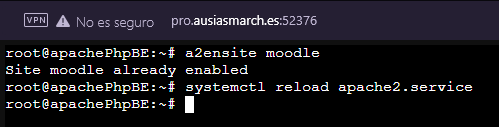 VPN No es seguro pro.ausiasmarch.es:52376
root@apachePhpBE:~# a2ensite moodle
Site moodle already enabled
root@apachePhpBE:~# systemctl reload apache2.service
root@apachePhpBE:~#